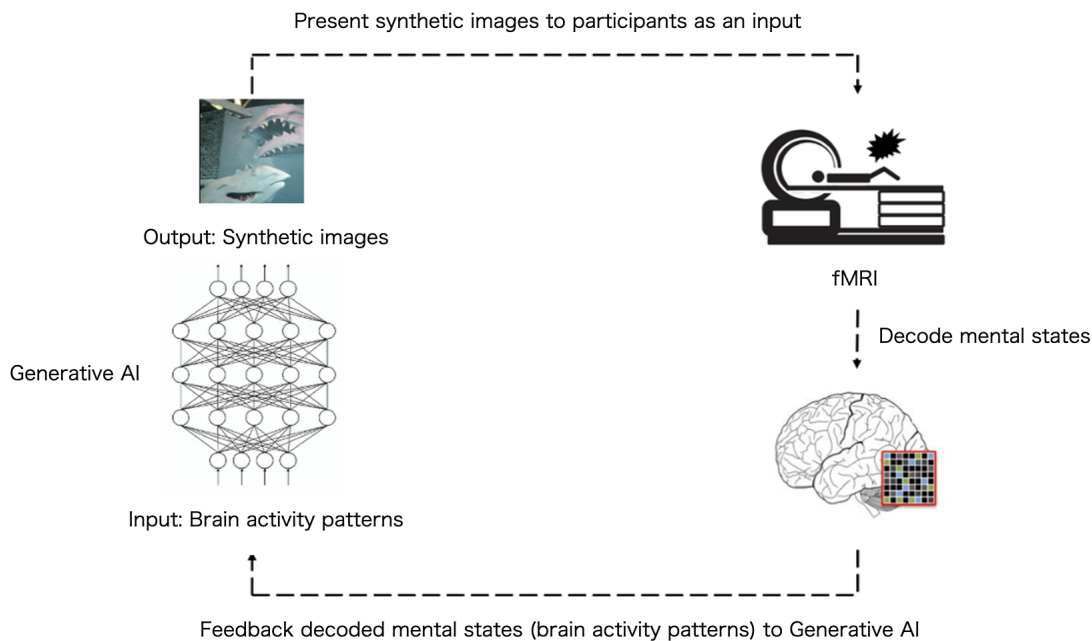 Present synthetic images to participants as an input
Output: Synthetic images
fMRI
Decode mental states
Generative AI
Input: Brain activity patterns
Feedback decoded mental states (brain activity patterns) to Generative AI